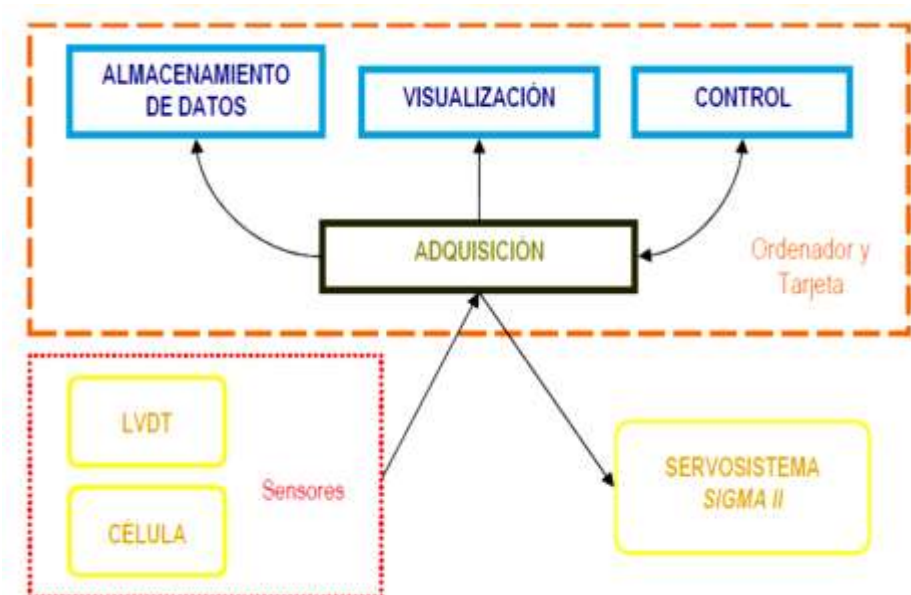 ALMACENAMIENTO
DE DATOS
VISUALIZACIÓN
CONTROL
ADQUISICIÓN
Ordenador y
Tarjeta
LVDT
Sensores
CÉLULA
SERVOSISTEMA
SIGMA II